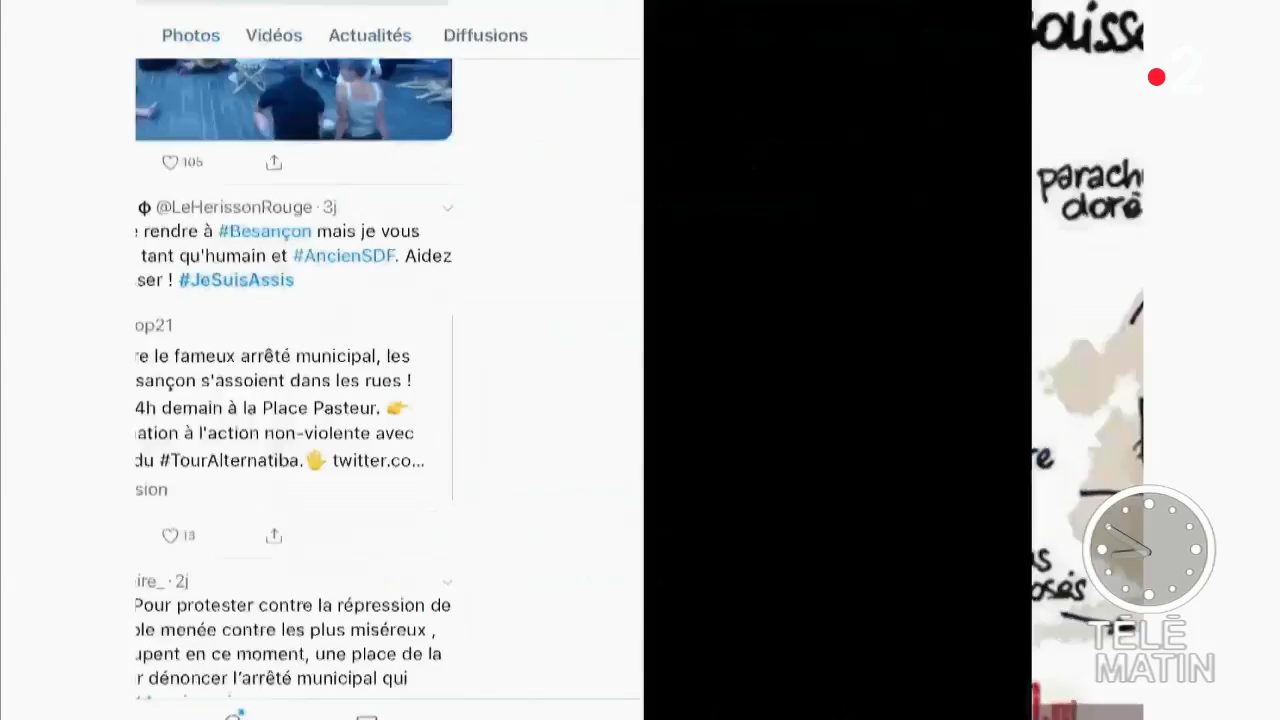 Photos Vidéos Actualités Diffusions
105
@LeHerissonRouge · 3j
rendre à #Besançon mais je vous
tant qu'humain et #AncienSDF. Aidez
ser ! #JeSuisAssis
op21
re le fameux arrêté municipal, les
sançon s'assoient dans les rues !
4h demain à la Place Pasteur. 👉
ation à l'action non-violente avec
du #TourAlternatiba.🖐 twitter.co...
sion
13
ire_ · 2j
Pour protester contre la répression de
ple menée contre les plus miséreux ,
upent en ce moment, une place de la
r dénoncer l'arrêté municipal qui
ouiss
2
parach
doré
re
osés
TÉLÉ
MATIN